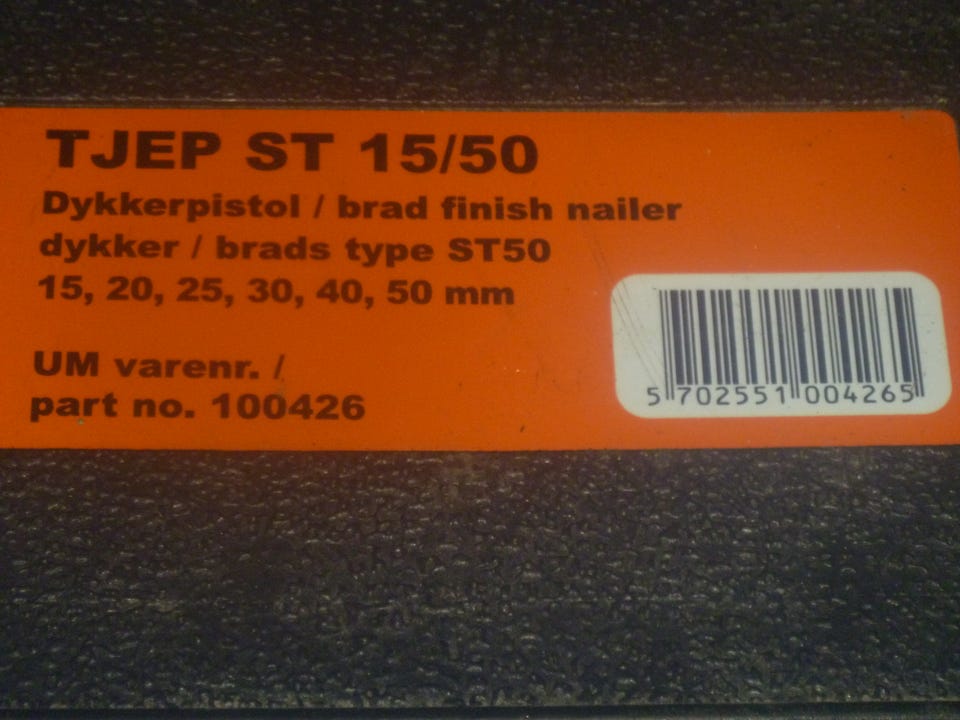 TJEP ST 15/50
Dykkerpistol / brad finish nailer
dykker / brads type ST50
15, 20, 25, 30, 40, 50 mm
UM varenr. /
part no. 100426
5 702551 004265